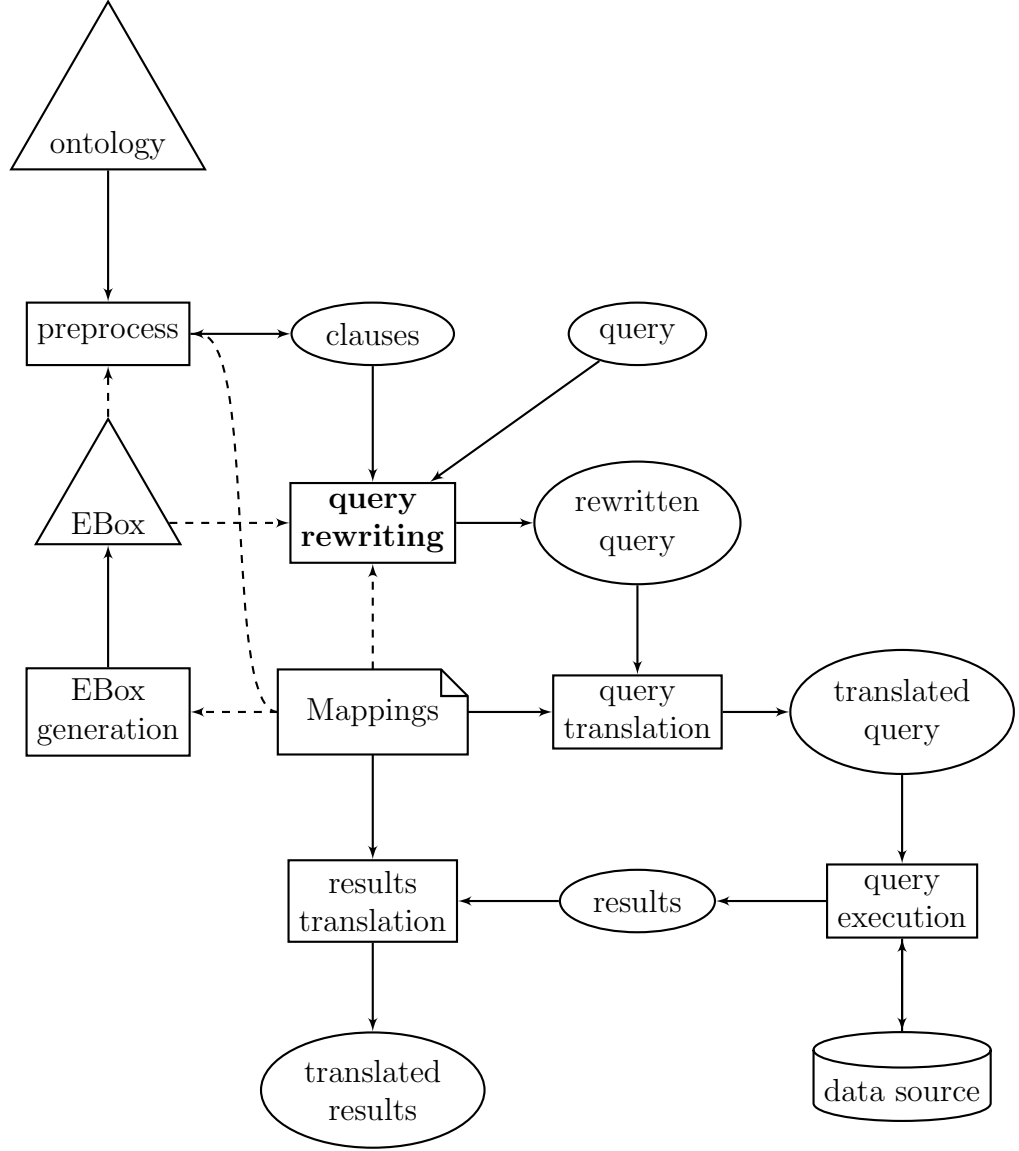 ontology
preprocess
clauses
query
EBox
query
rewriting
rewritten
query
EBox
generation
Mappings
query
translation
translated
query
results
translation
results
query
execution
translated
results
data source